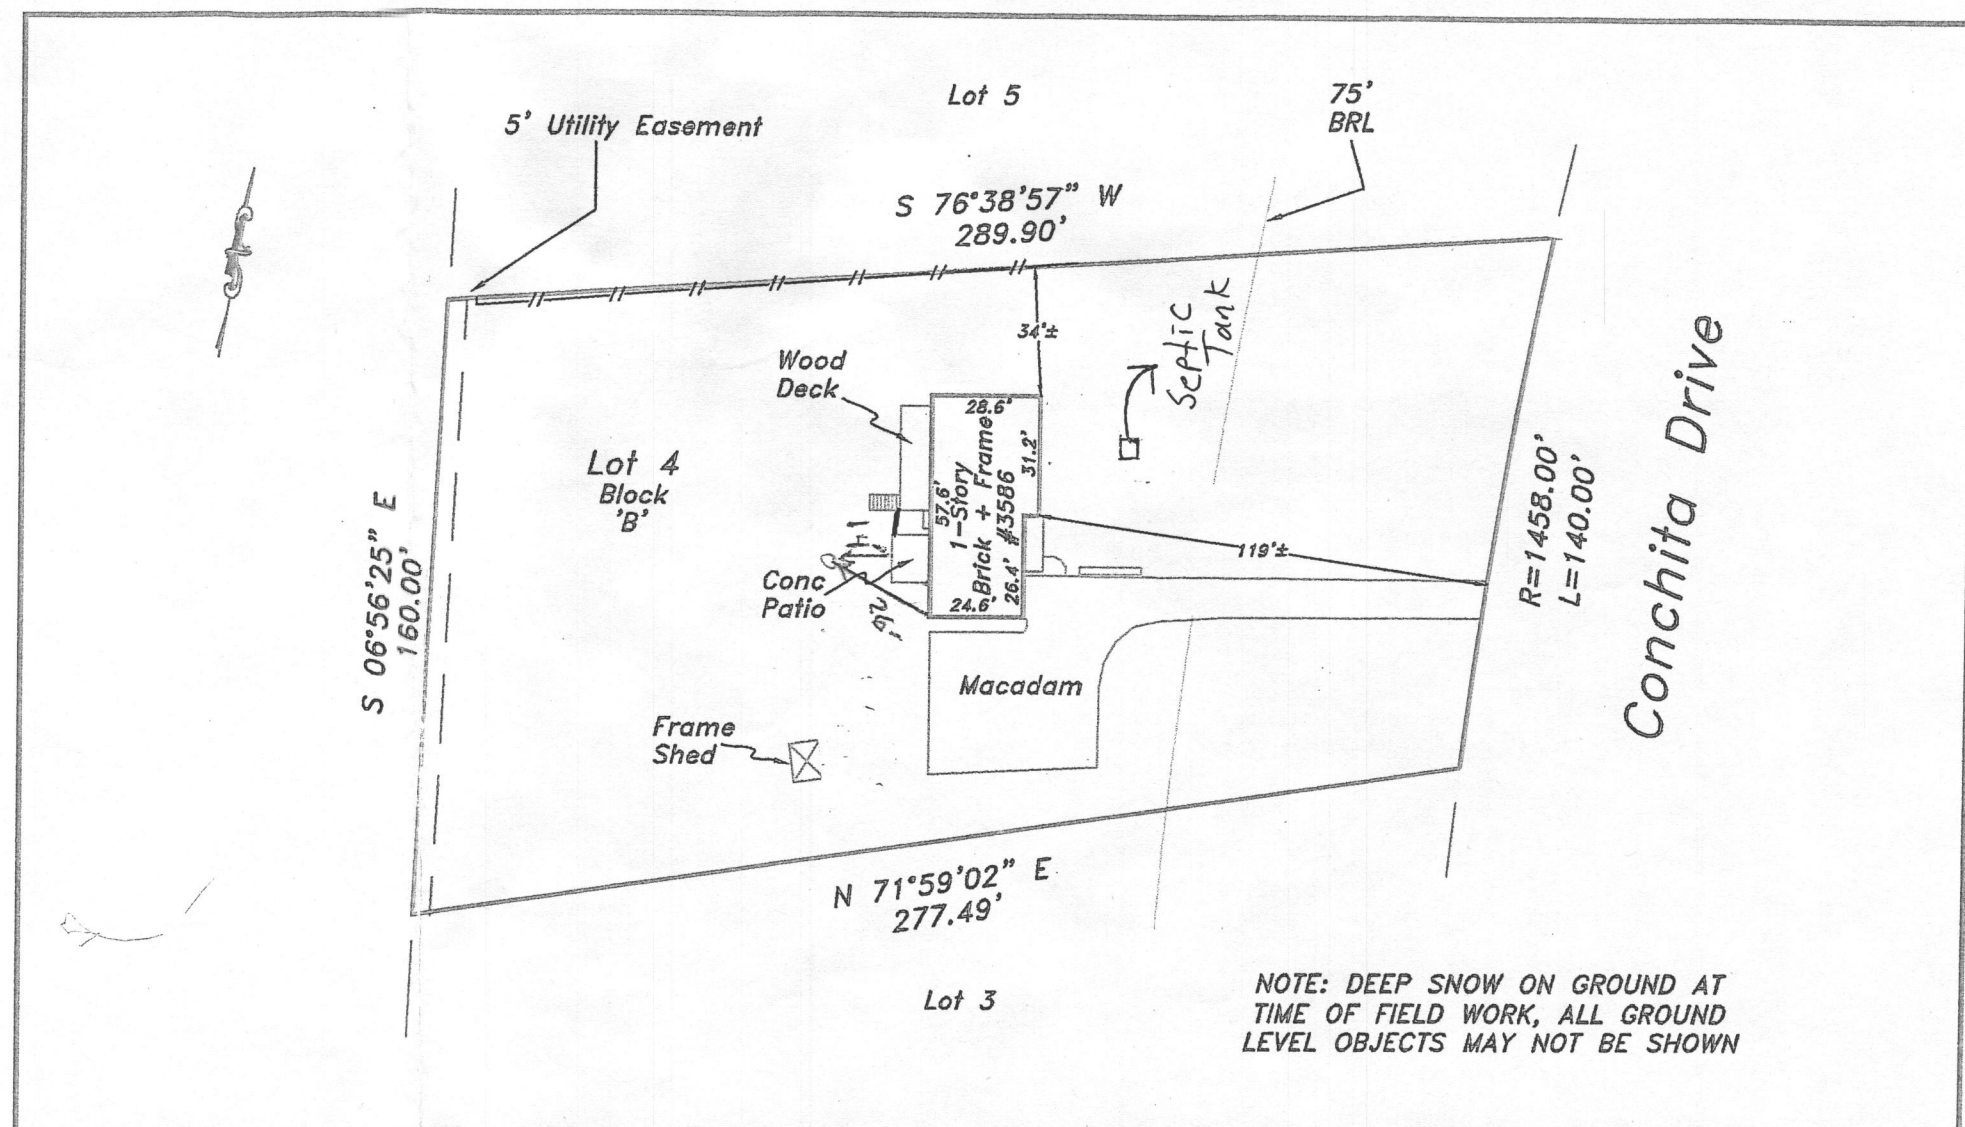 Lot 5
75'
BRL
5' Utility Easement
S 76°38'57" W
289.90'
Septic
Tank
34'±
Wood
Deck
28.6'
31.2'
57.6'
1-Story
Brick + Frame
#3586
26.4'
24.6'
Lot 4
Block
'B'
14'
26'
Conc
Patio
119'±
R=1458.00'
L=140.00'
Conchita Drive
S 06°56'25" E
160.00'
Macadam
Frame
Shed
N 71°59'02" E
277.49'
Lot 3
NOTE: DEEP SNOW ON GROUND AT
TIME OF FIELD WORK, ALL GROUND
LEVEL OBJECTS MAY NOT BE SHOWN